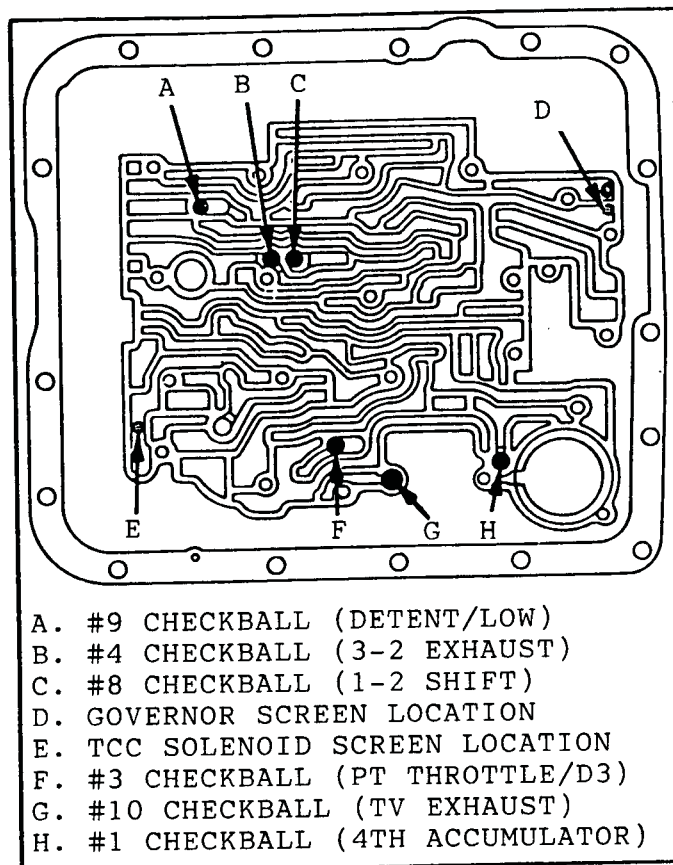 A B C
D
E F G H
A. #9 CHECKBALL (DETENT/LOW)
B. #4 CHECKBALL (3-2 EXHAUST)
C. #8 CHECKBALL (1-2 SHIFT)
D. GOVERNOR SCREEN LOCATION
E. TCC SOLENOID SCREEN LOCATION
F. #3 CHECKBALL (PT THROTTLE/D3)
G. #10 CHECKBALL (TV EXHAUST)
H. #1 CHECKBALL (4TH ACCUMULATOR)